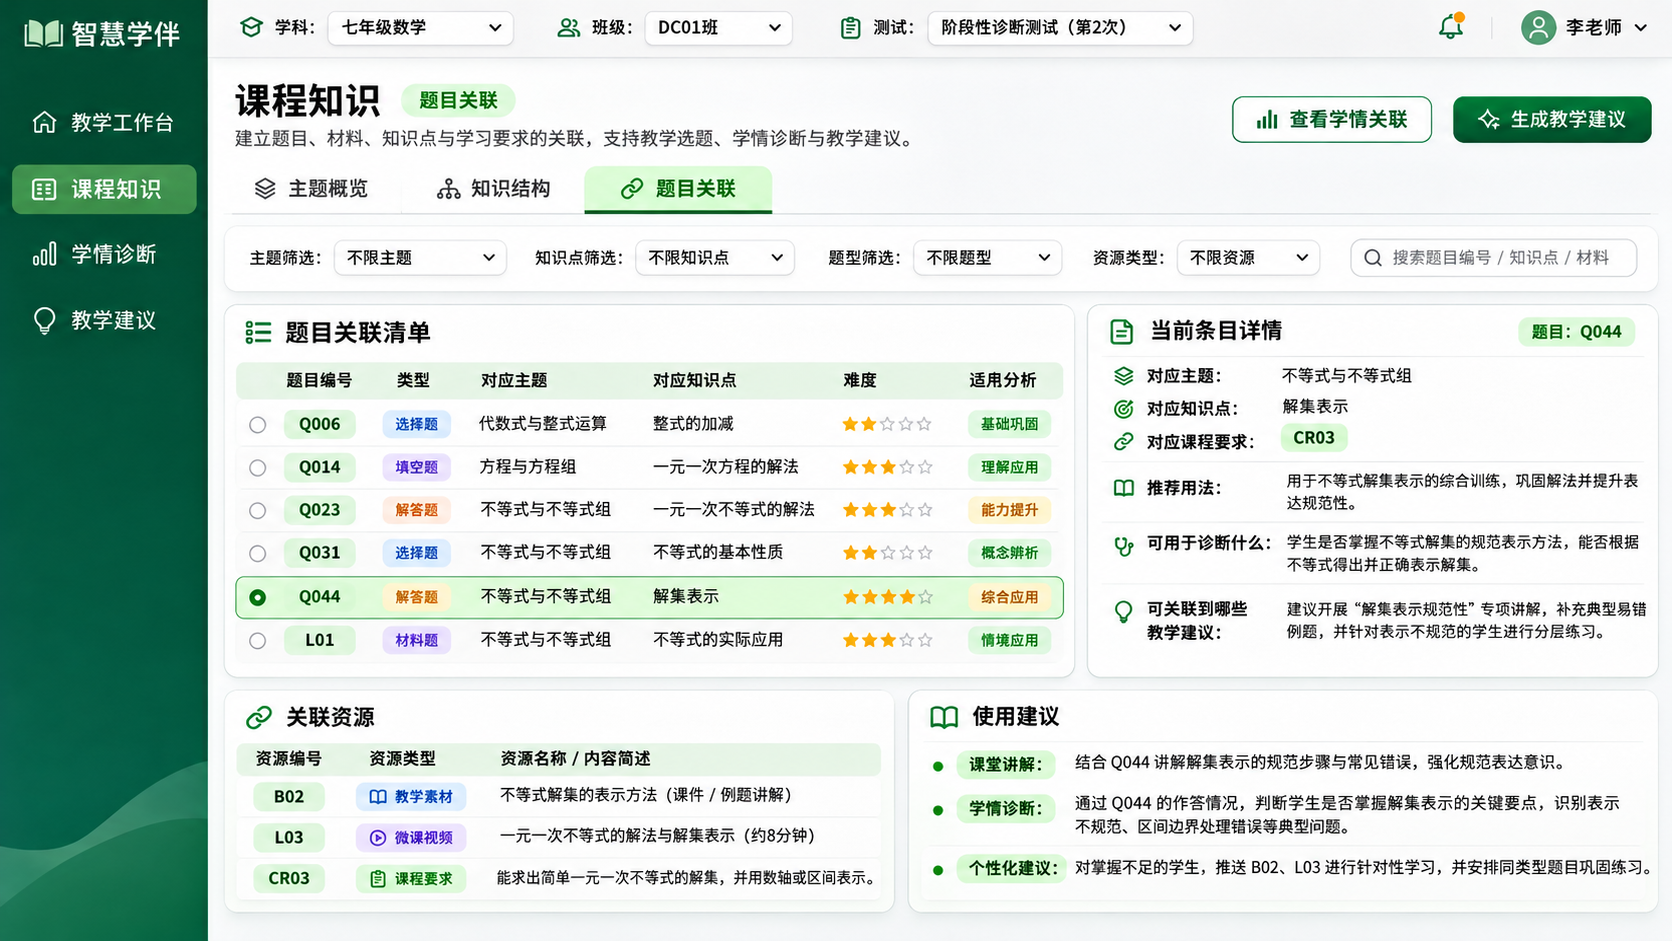 智慧学伴
学科： 七年级数学 班级： DC01班 测试： 阶段性诊断测试（第2次） 李老师
教学工作台
课程知识
学情诊断
教学建议
课程知识 题目关联
建立题目、材料、知识点与学习要求的关联，支持教学选题、学情诊断与教学建议。
查看学情关联 生成教学建议
主题概览 知识结构 题目关联
主题筛选： 不限主题 知识点筛选： 不限知识点 题型筛选： 不限题型 资源类型： 不限资源 搜索题目编号 / 知识点 / 材料
题目关联清单
题目编号 类型 对应主题 对应知识点 难度 适用分析
Q006 选择题 代数式与整式运算 整式的加减 基础巩固
Q014 填空题 方程与方程组 一元一次方程的解法 理解应用
Q023 解答题 不等式与不等式组 一元一次不等式的解法 能力提升
Q031 选择题 不等式与不等式组 不等式的基本性质 概念辨析
Q044 解答题 不等式与不等式组 解集表示 综合应用
L01 材料题 不等式与不等式组 不等式的实际应用 情境应用
当前条目详情 题目：Q044
对应主题： 不等式与不等式组
对应知识点： 解集表示
对应课程要求： CR03
推荐用法： 用于不等式解集表示的综合训练，巩固解法并提升表
达规范性。
可用于诊断什么： 学生是否掌握不等式解集的规范表示方法，能否根据
不等式得出并正确表示解集。
可关联到哪些
教学建议：
建议开展“解集表示规范性”专项讲解，补充典型易错
例题，并针对表示不规范的学生进行分层练习。
关联资源
资源编号 资源类型 资源名称 / 内容简述
B02 教学素材 不等式解集的表示方法（课件 / 例题讲解）
L03 微课视频 一元一次不等式的解法与解集表示（约8分钟）
CR03 课程要求 能求出简单一元一次不等式的解集，并用数轴或区间表示。
使用建议
课堂讲解： 结合 Q044 讲解解集表示的规范步骤与常见错误，强化规范表达意识。
学情诊断： 通过 Q044 的作答情况，判断学生是否掌握解集表示的关键要点，识别表示
不规范、区间边界处理错误等典型问题。
个性化建议： 对掌握不足的学生，推送 B02、L03 进行针对性学习，并安排同类型题目巩固练习。